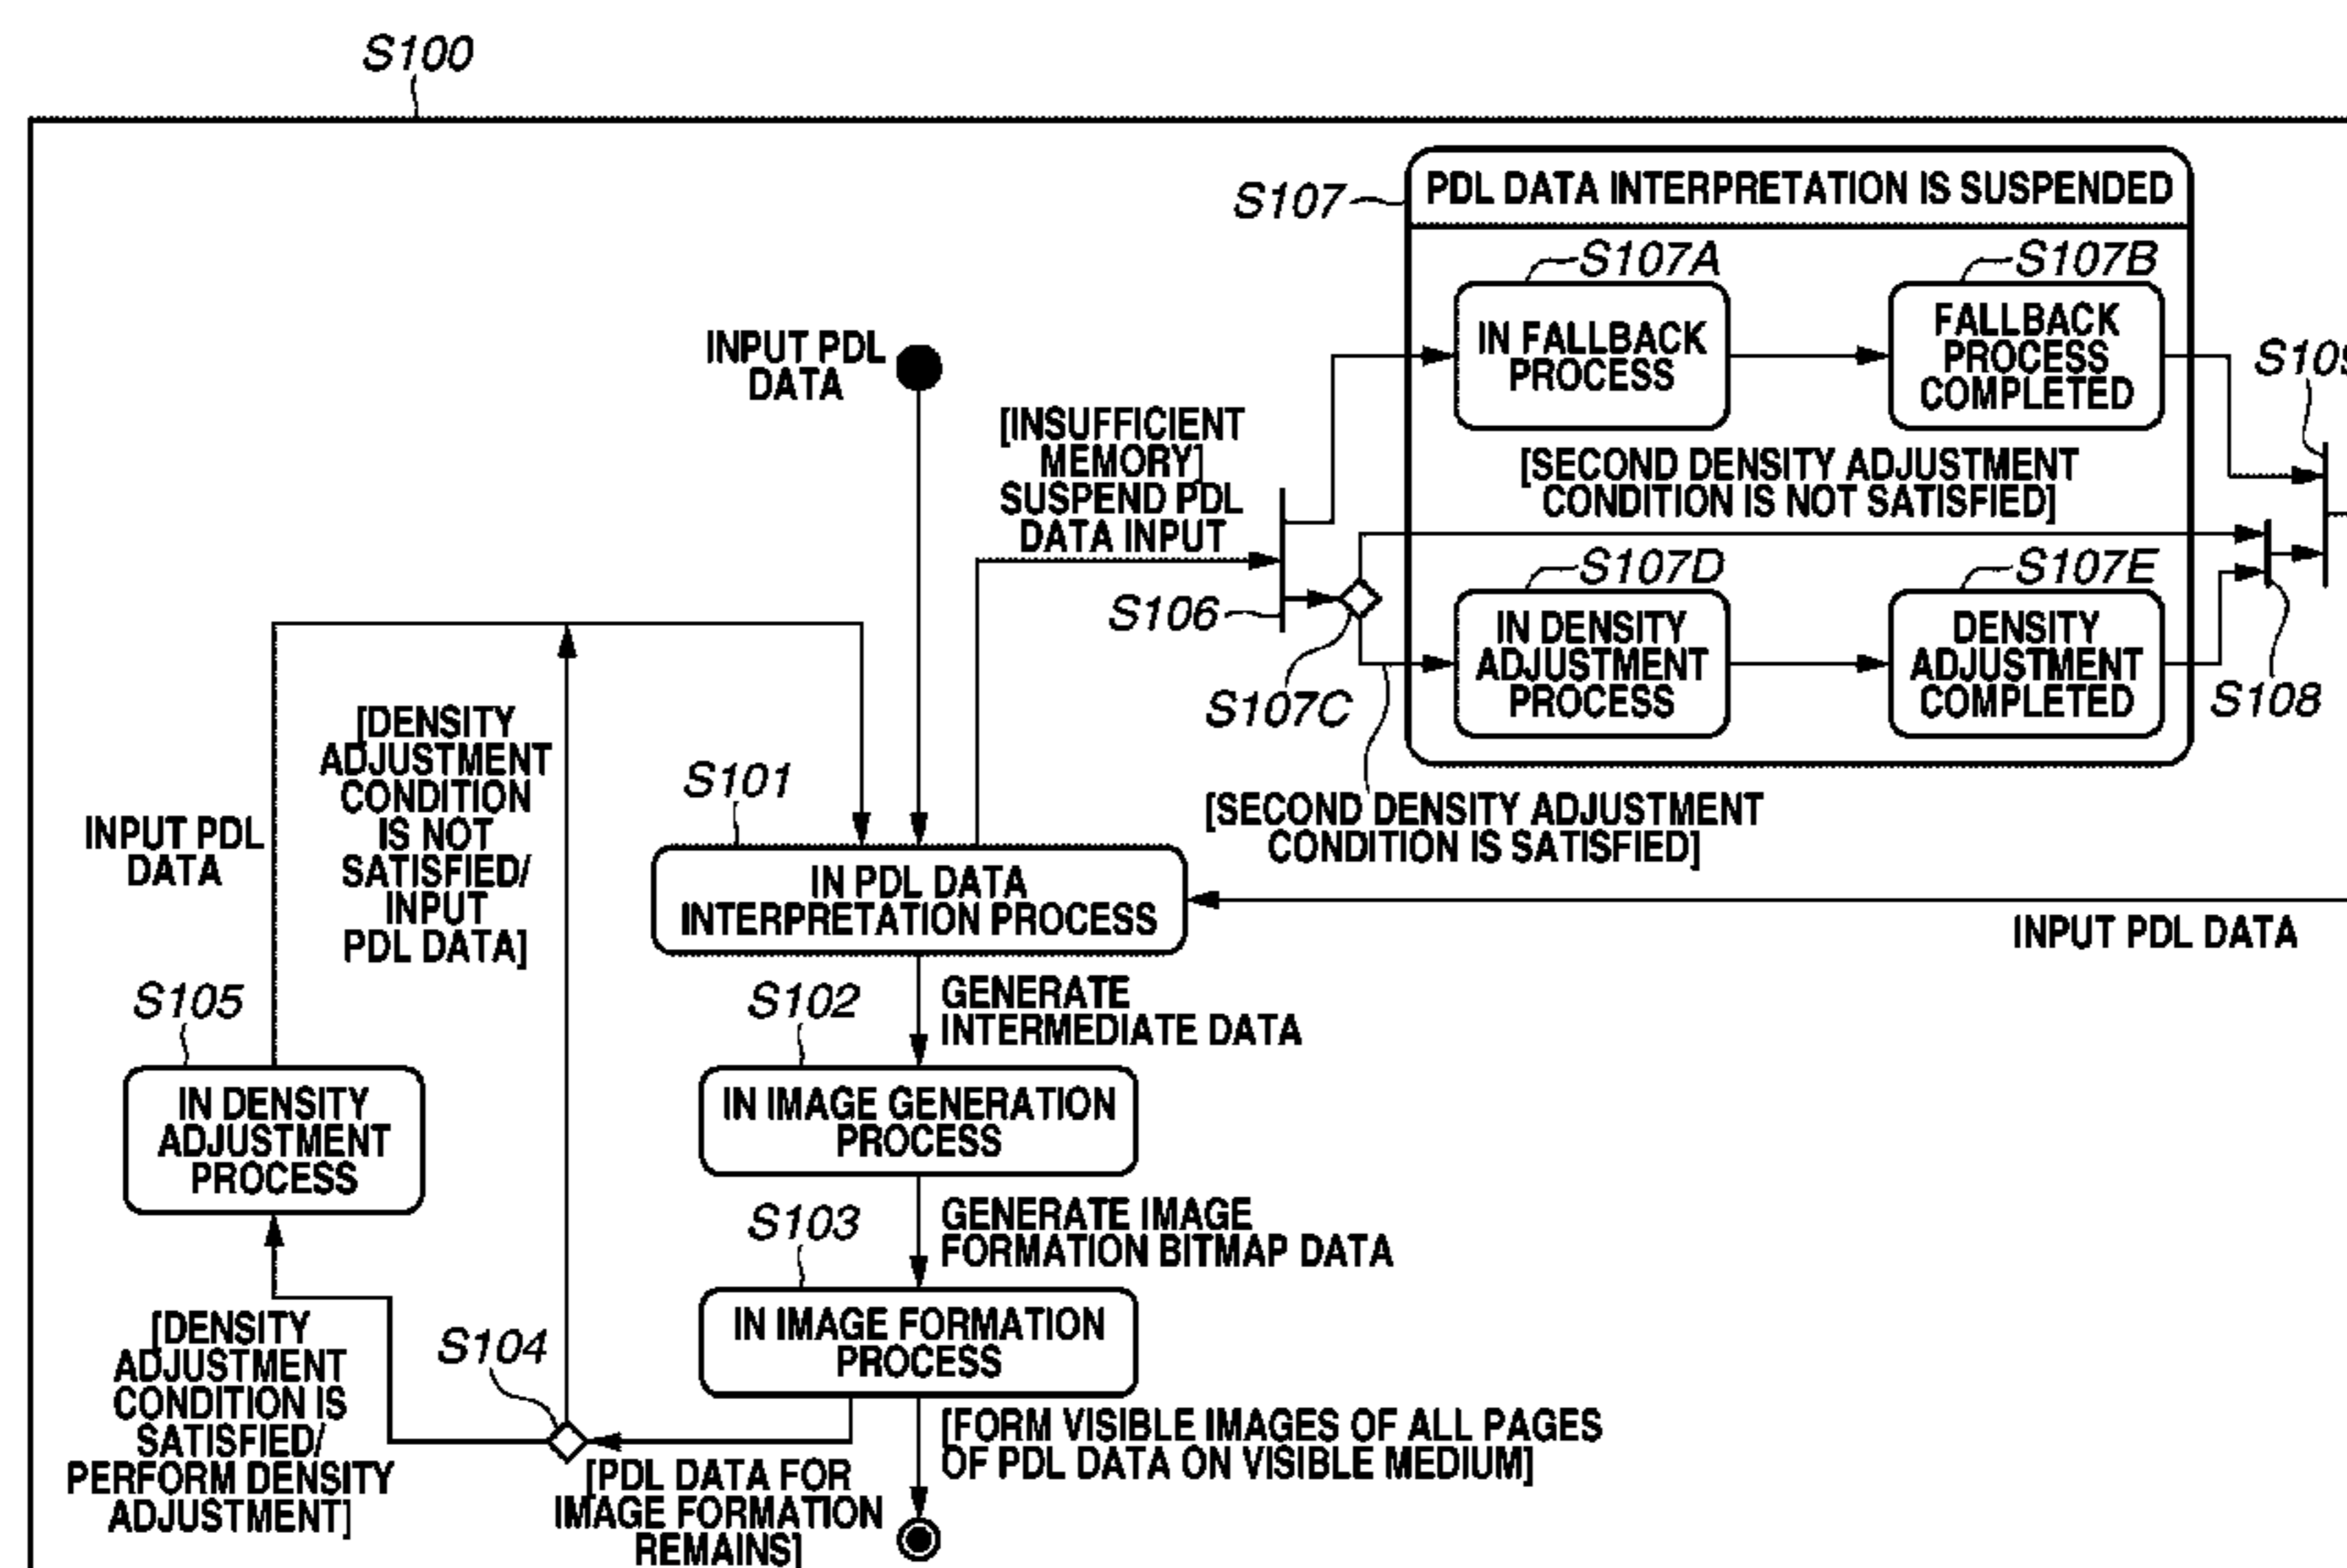 S100
S107
PDL DATA INTERPRETATION IS SUSPENDED
S107A
S107B
IN FALLBACK
PROCESS
FALLBACK
PROCESS
COMPLETED
S109
INPUT PDL
DATA
[INSUFFICIENT
MEMORY]
SUSPEND PDL
DATA INPUT
[SECOND DENSITY ADJUSTMENT
CONDITION IS NOT SATISFIED]
S106
S107D
S107E
IN DENSITY
ADJUSTMENT
PROCESS
DENSITY
ADJUSTMENT
COMPLETED
S107C
S108
[SECOND DENSITY ADJUSTMENT
CONDITION IS SATISFIED]
INPUT PDL
DATA
[DENSITY
ADJUSTMENT
CONDITION
IS NOT
SATISFIED/
INPUT
PDL DATA]
S101
IN PDL DATA
INTERPRETATION PROCESS
INPUT PDL DATA
GENERATE
INTERMEDIATE DATA
S105
S102
IN DENSITY
ADJUSTMENT
PROCESS
IN IMAGE GENERATION
PROCESS
GENERATE IMAGE
FORMATION BITMAP DATA
S103
IN IMAGE FORMATION
PROCESS
[DENSITY
ADJUSTMENT
CONDITION IS
SATISFIED/
PERFORM DENSITY
ADJUSTMENT]
S104
[PDL DATA FOR
IMAGE FORMATION
REMAINS]
[FORM VISIBLE IMAGES OF ALL PAGES
OF PDL DATA ON VISIBLE MEDIUM]